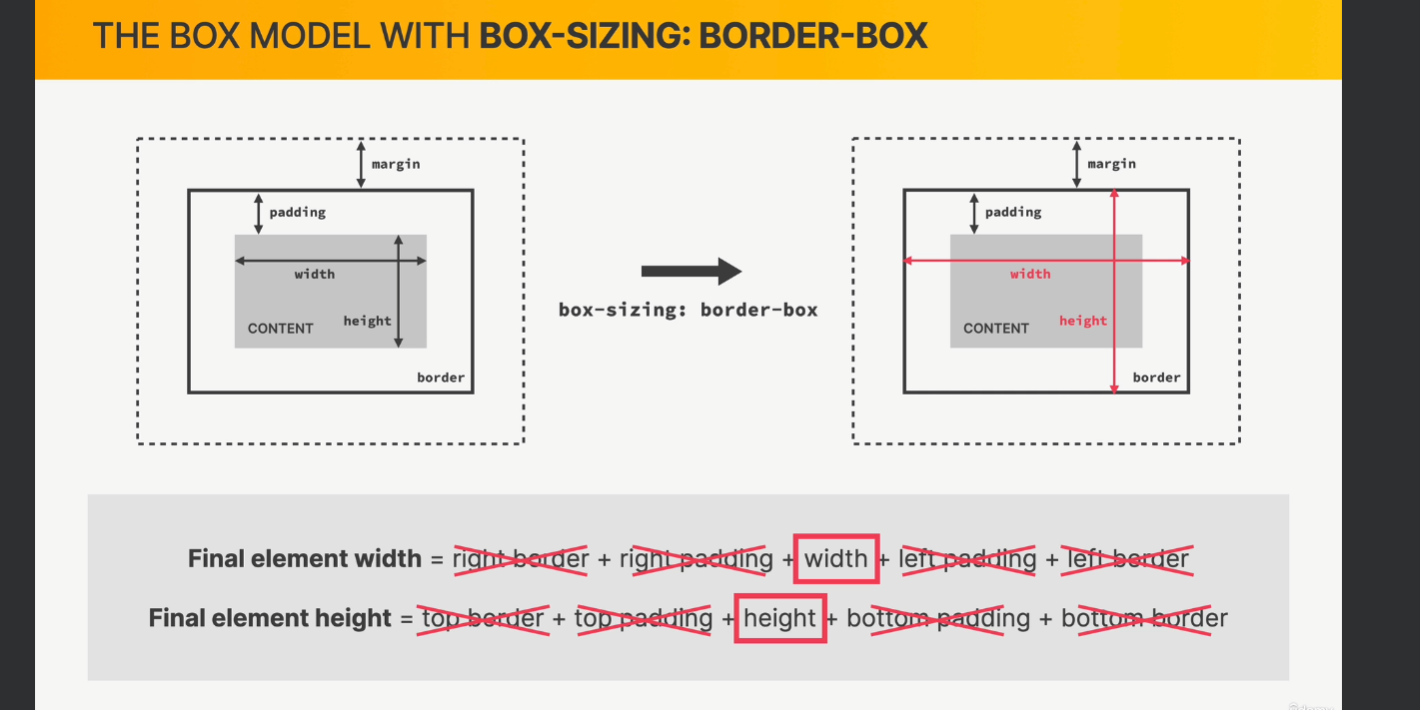 THE BOX MODEL WITH BOX-SIZING: BORDER-BOX
margin
padding
width
height
CONTENT
border
box-sizing: border-box
margin
padding
width
height
CONTENT
border
Final element width = right border + right padding + width + left padding + left border
Final element height = top border + top padding + height + bottom padding + bottom border